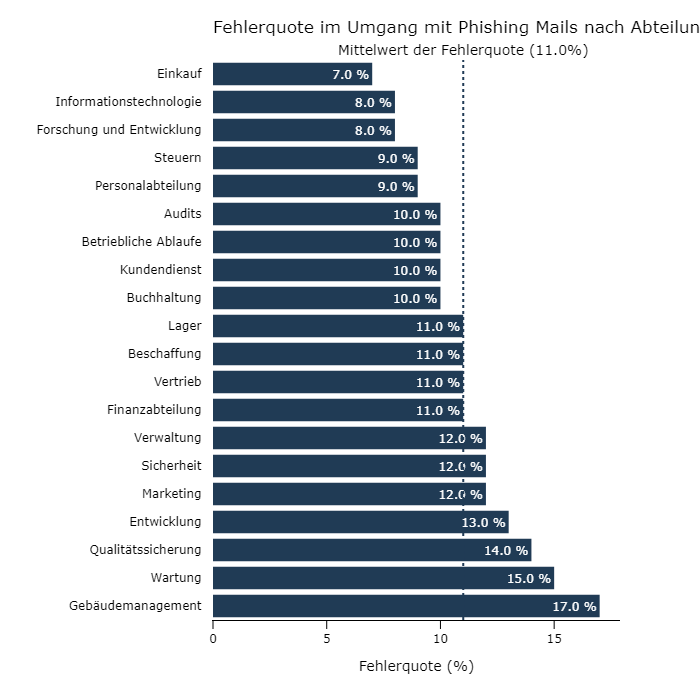 Fehlerquote im Umgang mit Phishing Mails nach Abteilun
Mittelwert der Fehlerquote (11.0%)
Einkauf 7.0 %
Informationstechnologie 8.0 %
Forschung und Entwicklung 8.0 %
Steuern 9.0 %
Personalabteilung 9.0 %
Audits 10.0 %
Betriebliche Ablaufe 10.0 %
Kundendienst 10.0 %
Buchhaltung 10.0 %
Lager 11.0 %
Beschaffung 11.0 %
Vertrieb 11.0 %
Finanzabteilung 11.0 %
Verwaltung 12.0 %
Sicherheit 12.0 %
Marketing 12.0 %
Entwicklung 13.0 %
Qualitätssicherung 14.0 %
Wartung 15.0 %
Gebäudemanagement 17.0 %
0 5 10 15
Fehlerquote (%)